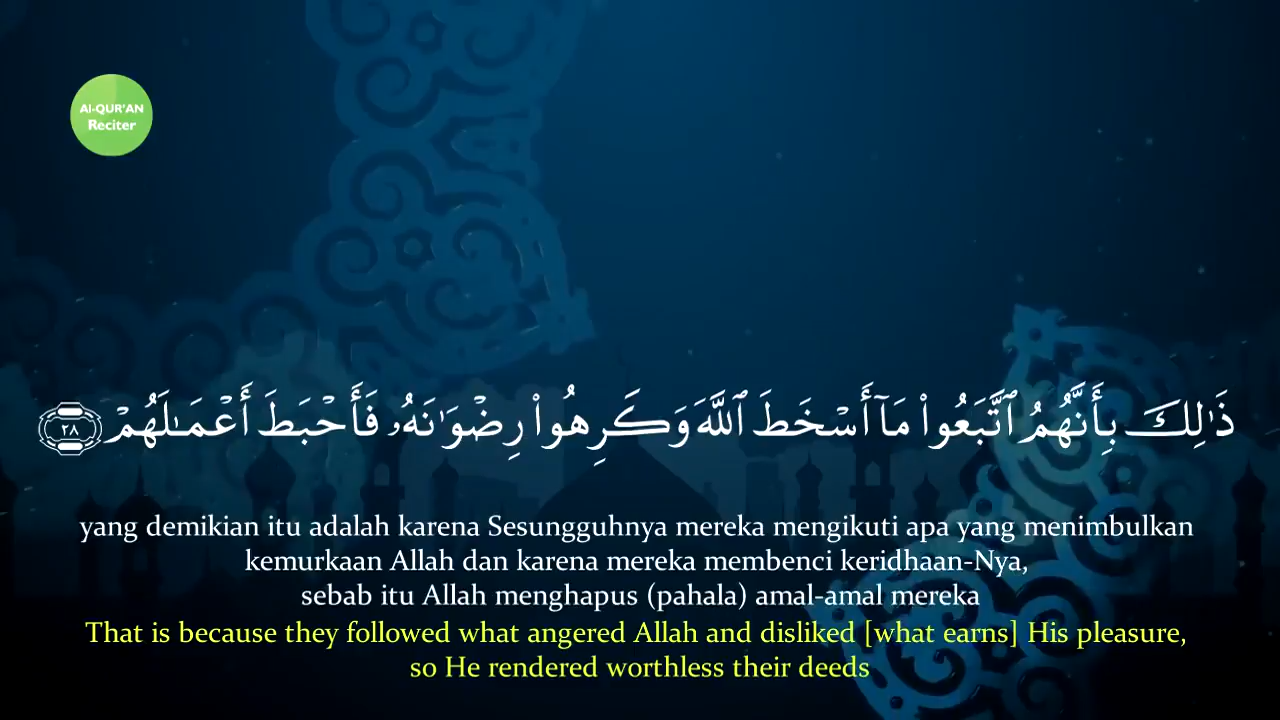 Al-QUR'AN
Reciter
ذَٰلِكَ بِأَنَّهُمُ ٱتَّبَعُوا۟ مَآ أَسْخَطَ ٱللَّهَ وَكَرِهُوا۟ رِضْوَٰنَهُۥ فَأَحْبَطَ أَعْمَـٰلَهُمْ ٢٨
yang demikian itu adalah karena Sesungguhnya mereka mengikuti apa yang menimbulkan
kemurkaan Allah dan karena mereka membenci keridhaan-Nya,
sebab itu Allah menghapus (pahala) amal-amal mereka
That is because they followed what angered Allah and disliked [what earns] His pleasure,
so He rendered worthless their deeds